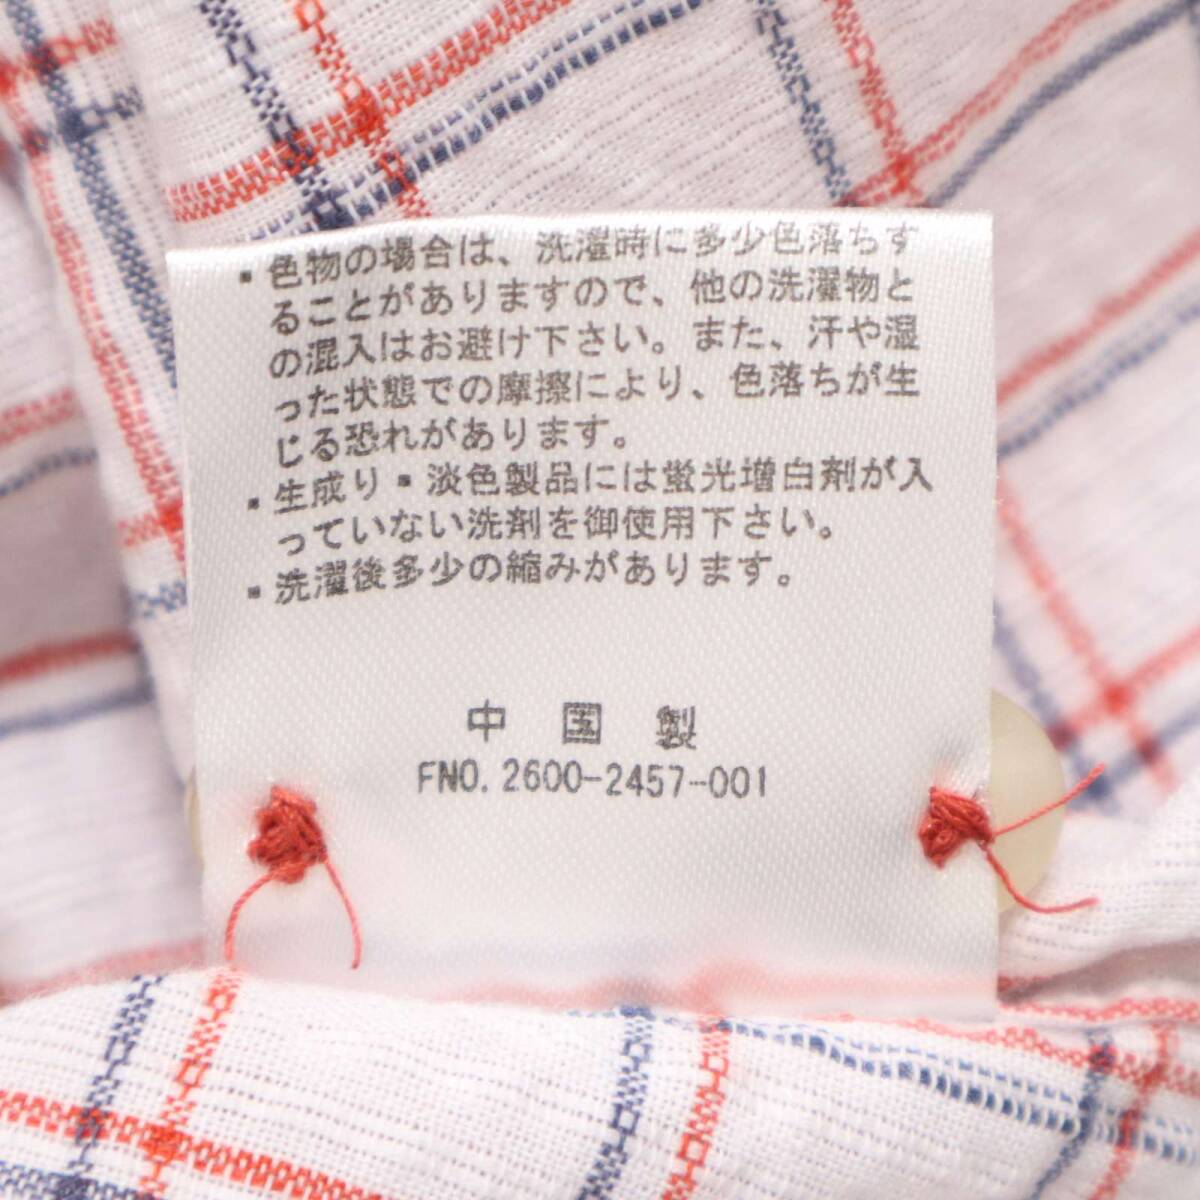 ▪色物の場合は、洗濯時に多少色落ちす
ることがありますので、他の洗濯物と
の混入はお避け下さい。また、汗や湿
った状態での摩擦により、色落ちが生
じる恐れがあります。
▪生成り▪淡色製品には蛍光増白剤が入
っていない洗剤を御使用下さい。
▪洗濯後多少の縮みがあります。
中国製
FNO.2600-2457-001